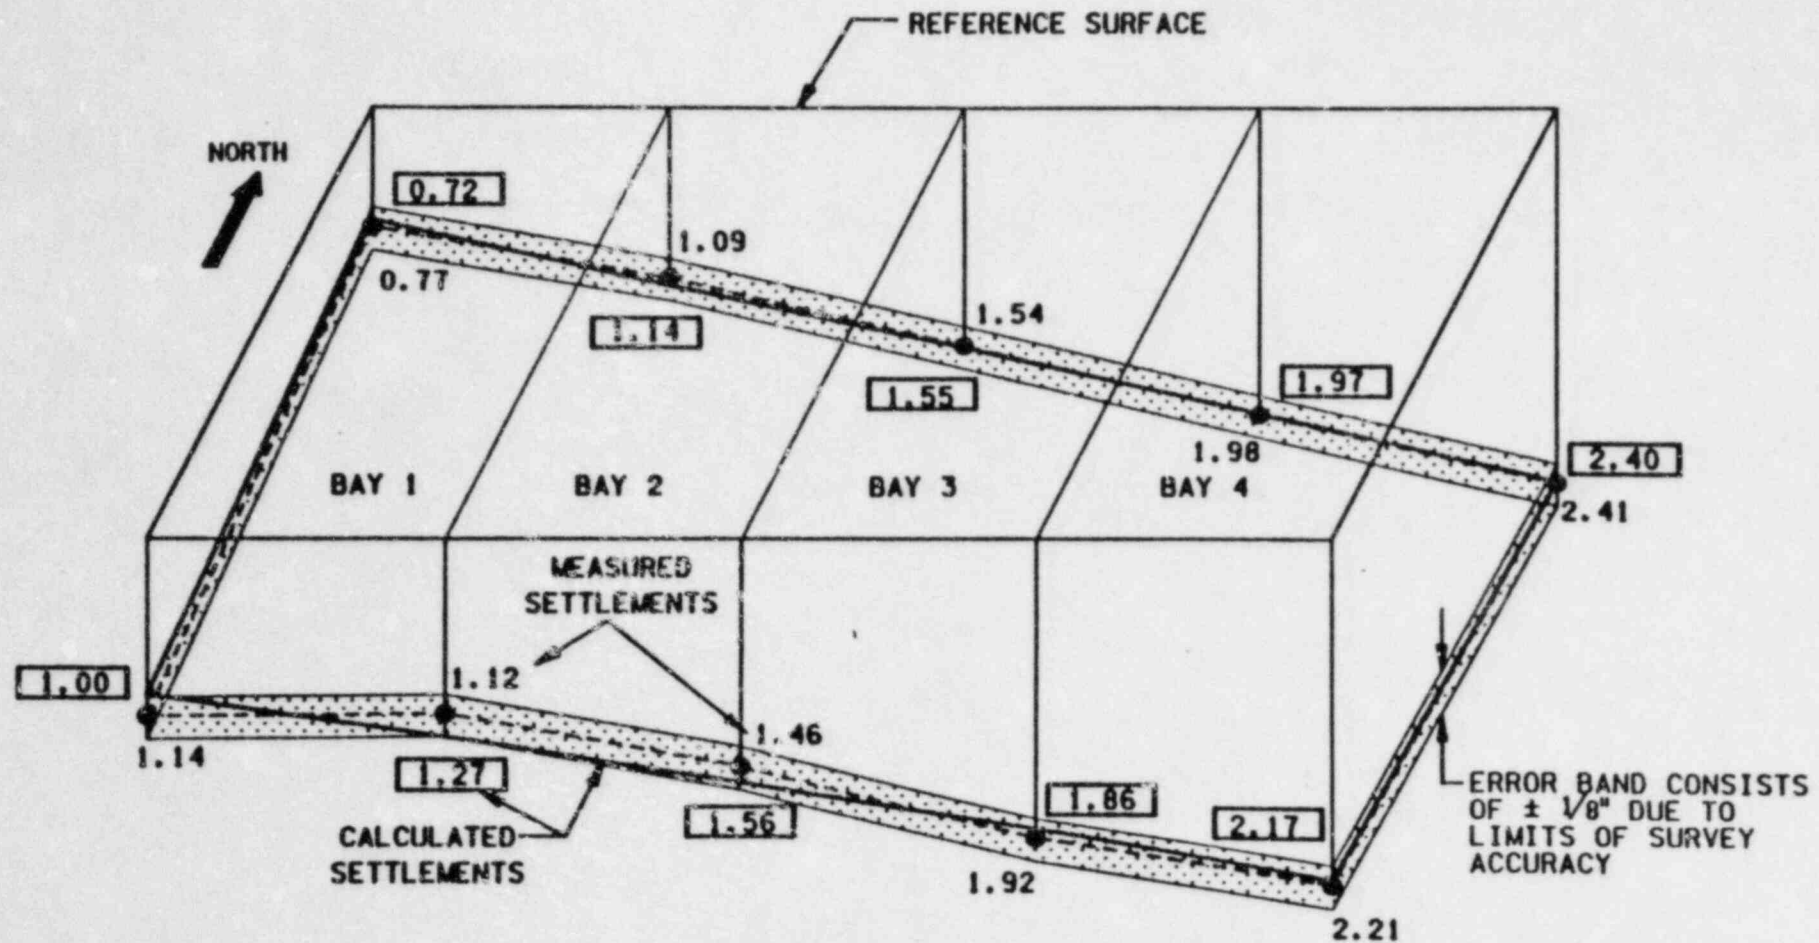 REFERENCE SURFACE
NORTH
0.72
1.09
0.77
1.14
1.54
1.55
1.97
1.98
2.40
2.41
BAY 1
BAY 2
BAY 3
BAY 4
MEASURED
SETTLEMENTS
1.00
1.12
1.14
1.46
1.27
1.56
1.86
2.17
CALCULATED
SETTLEMENTS
1.92
2.21
ERROR BAND CONSISTS
OF ± 1/8" DUE TO
LIMITS OF SURVEY
ACCURACY